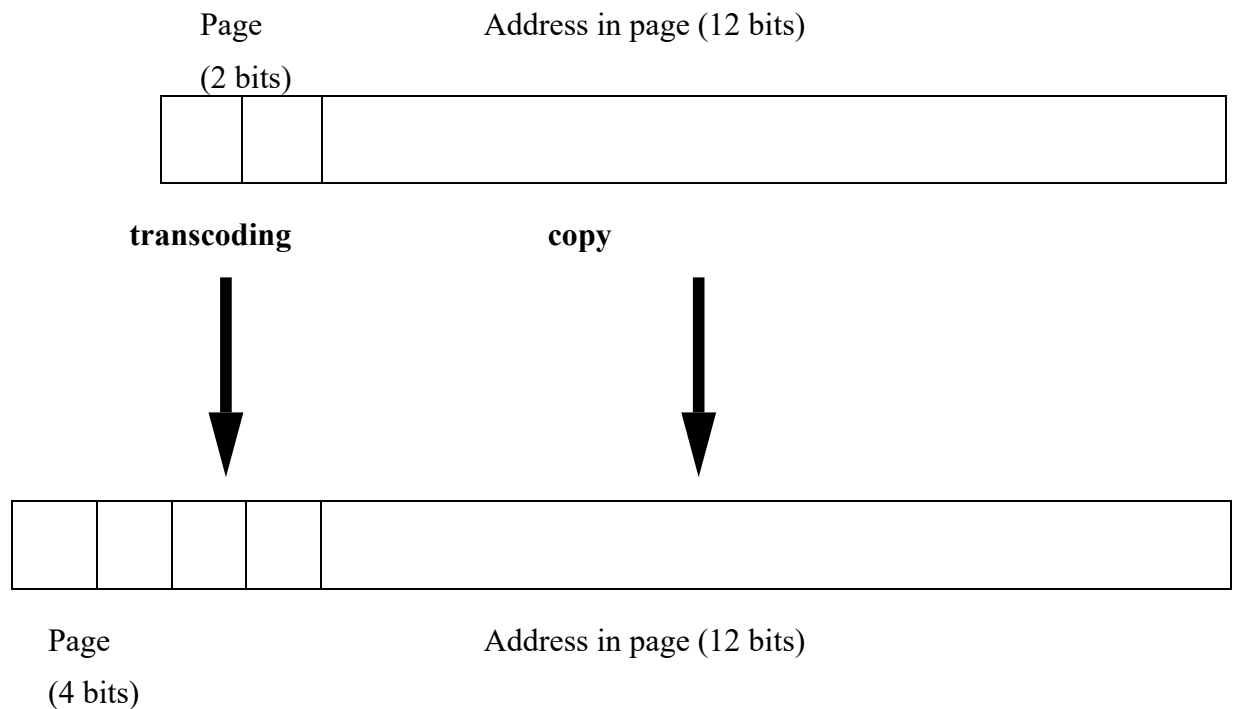 Page Address in page (12 bits)
(2 bits)
transcoding copy
Page Address in page (12 bits)
(4 bits)